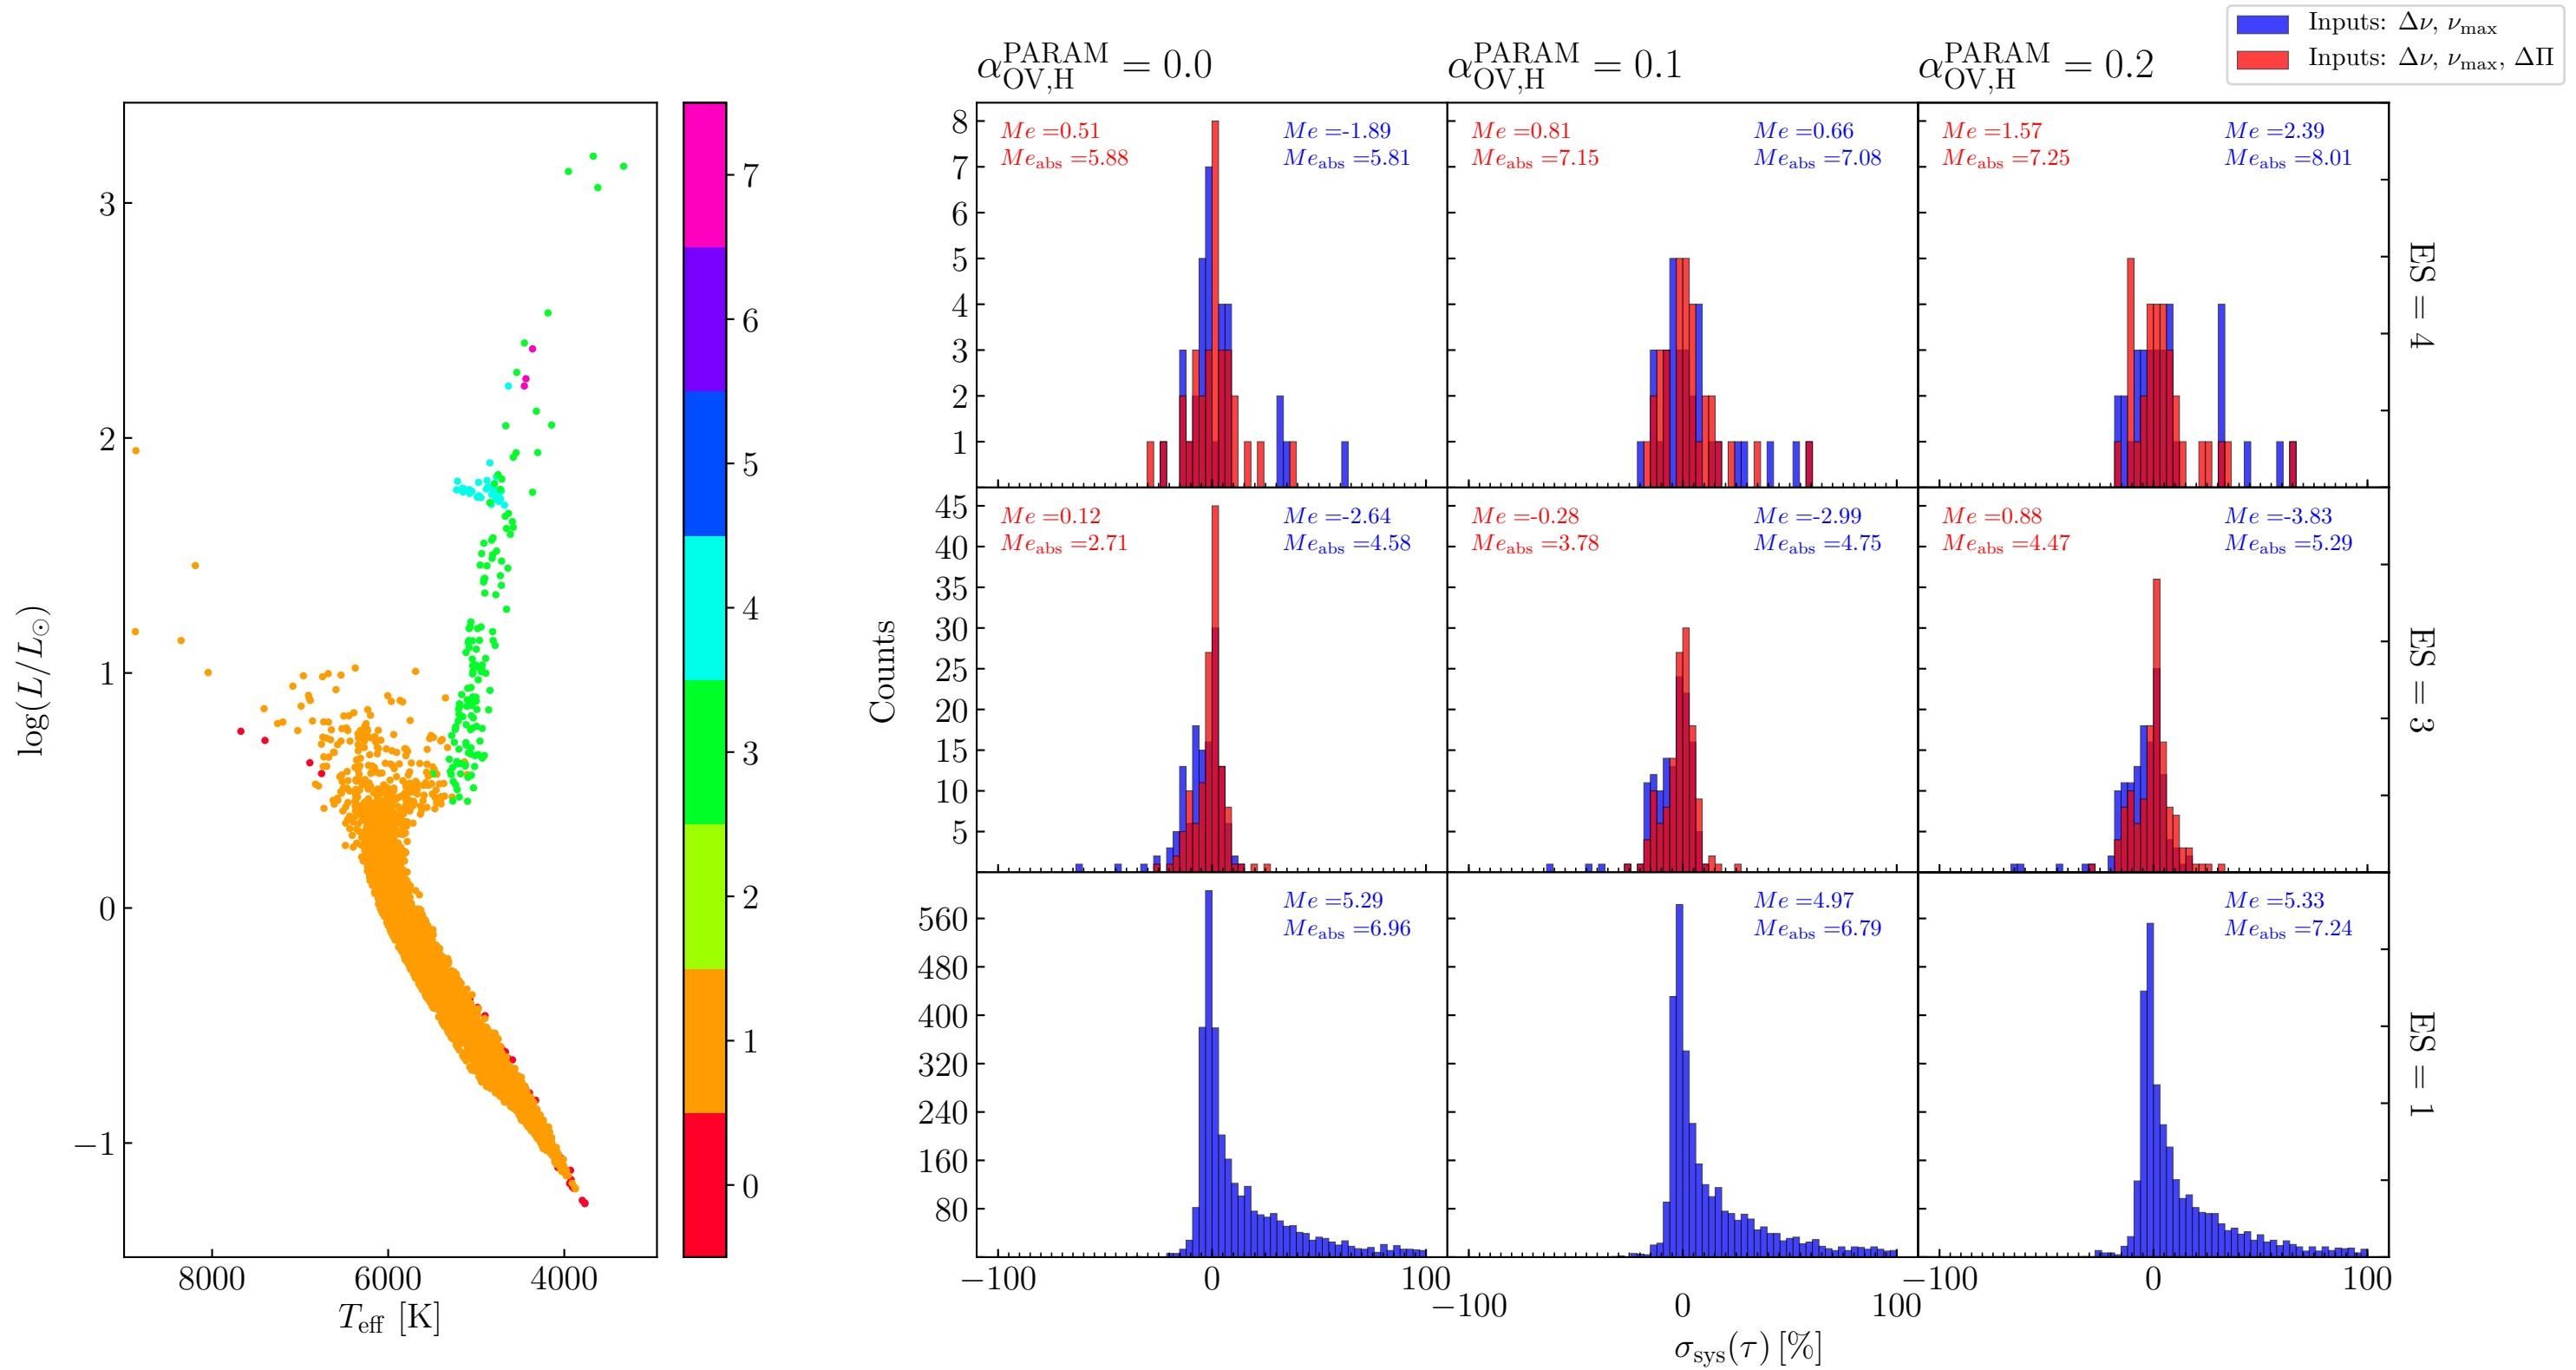 Inputs: Δν, ν_max
Inputs: Δν, ν_max, ΔΠ
α^PARAM_OV,H = 0.0
α^PARAM_OV,H = 0.1
α^PARAM_OV,H = 0.2
log(L/L⊙)
3
2
1
0
−1
8000 6000 4000
T_eff [K]
7
6
5
4
3
2
1
0
Counts
8
7
6
5
4
3
2
1
Me =0.51
Me_abs =5.88
Me =-1.89
Me_abs =5.81
Me =0.81
Me_abs =7.15
Me =0.66
Me_abs =7.08
Me =1.57
Me_abs =7.25
Me =2.39
Me_abs =8.01
ES = 4
45
40
35
30
25
20
15
10
5
Me =0.12
Me_abs =2.71
Me =-2.64
Me_abs =4.58
Me =-0.28
Me_abs =3.78
Me =-2.99
Me_abs =4.75
Me =0.88
Me_abs =4.47
Me =-3.83
Me_abs =5.29
ES = 3
560
480
400
320
240
160
80
Me =5.29
Me_abs =6.96
Me =4.97
Me_abs =6.79
Me =5.33
Me_abs =7.24
ES = 1
−100 0 100
−100 0 100
−100 0 100
σ_sys(τ) [%]